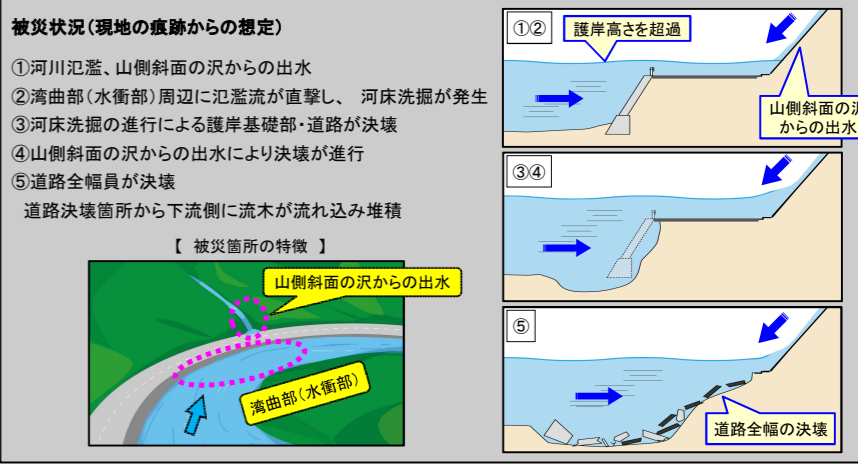 被災状況(現地の痕跡からの想定)
①河川氾濫、山側斜面の沢からの出水
②湾曲部(水衝部)周辺に氾濫流が直撃し、 河床洗掘が発生
③河床洗掘の進行による護岸基礎部・道路が決壊
④山側斜面の沢からの出水により決壊が進行
⑤道路全幅員が決壊
道路決壊箇所から下流側に流木が流れ込み堆積
【 被災箇所の特徴 】
山側斜面の沢からの出水
湾曲部(水衝部)
①②
護岸高さを超過
山側斜面の沢
からの出水
③④
⑤
道路全幅の決壊